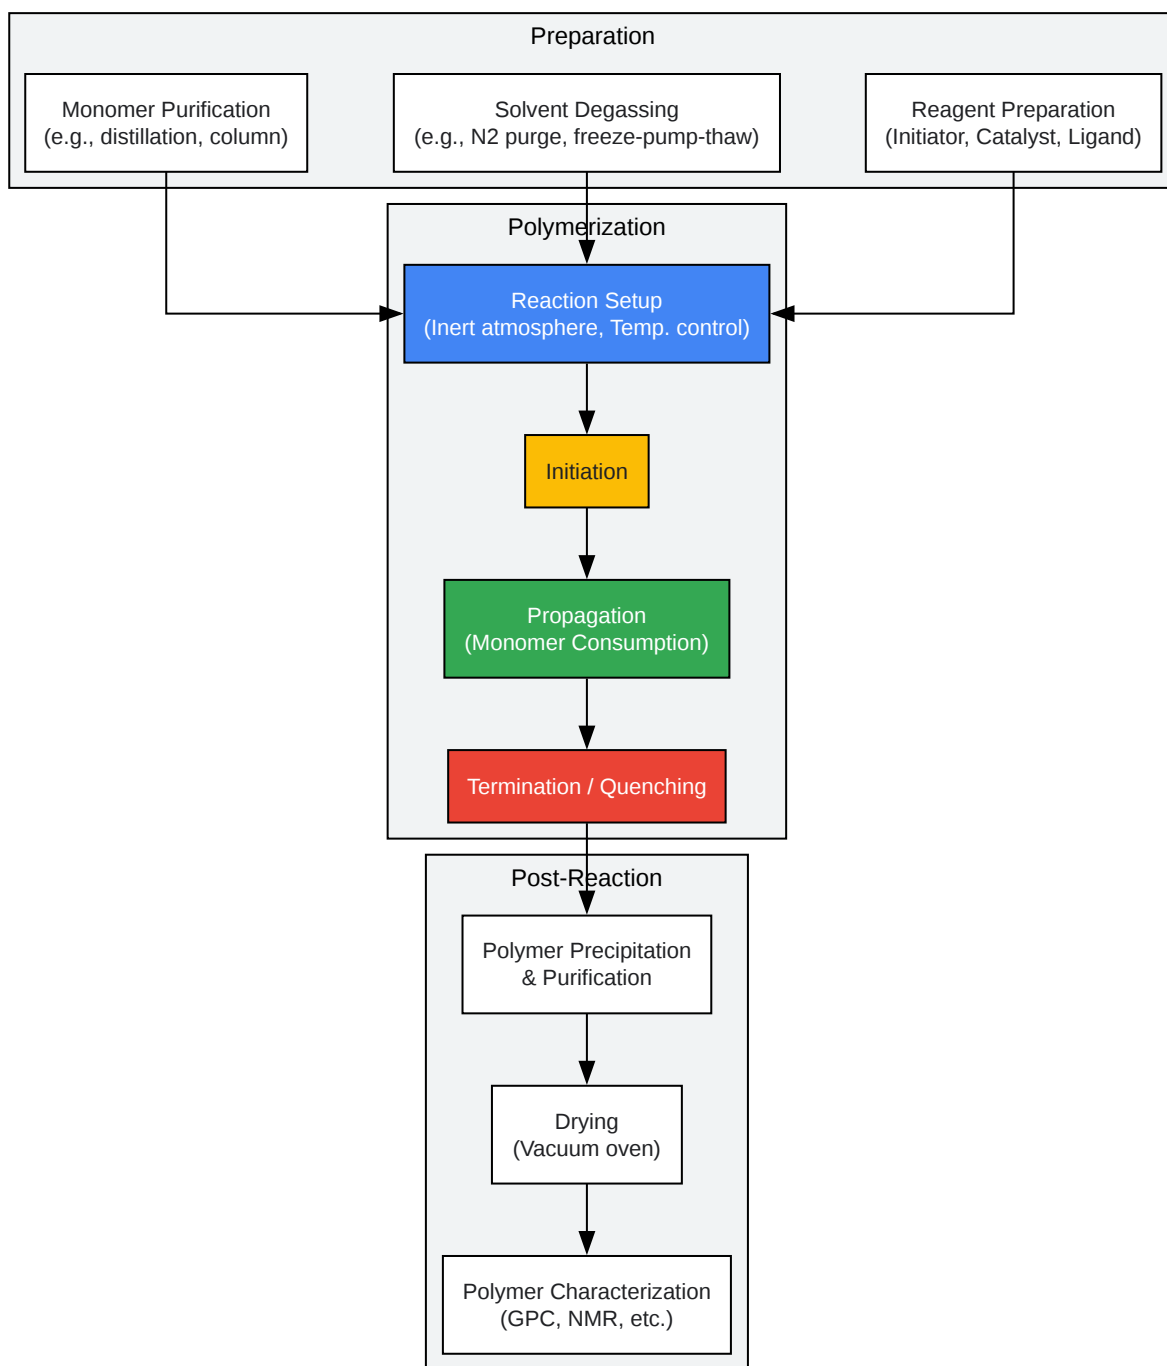 Preparation
Monomer Purification
(e.g., distillation, column)
Solvent Degassing
(e.g., N2 purge, freeze-pump-thaw)
Reagent Preparation
(Initiator, Catalyst, Ligand)
Polymerization
Reaction Setup
(Inert atmosphere, Temp. control)
Initiation
Propagation
(Monomer Consumption)
Termination / Quenching
Post-Reaction
Polymer Precipitation
& Purification
Drying
(Vacuum oven)
Polymer Characterization
(GPC, NMR, etc.)